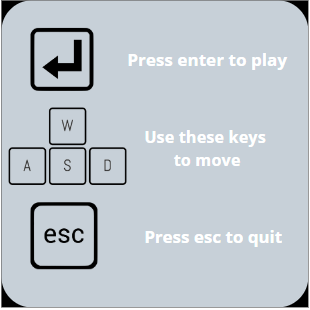 Press enter to play
W
A S D
Use these keys
to move
esc
Press esc to quit